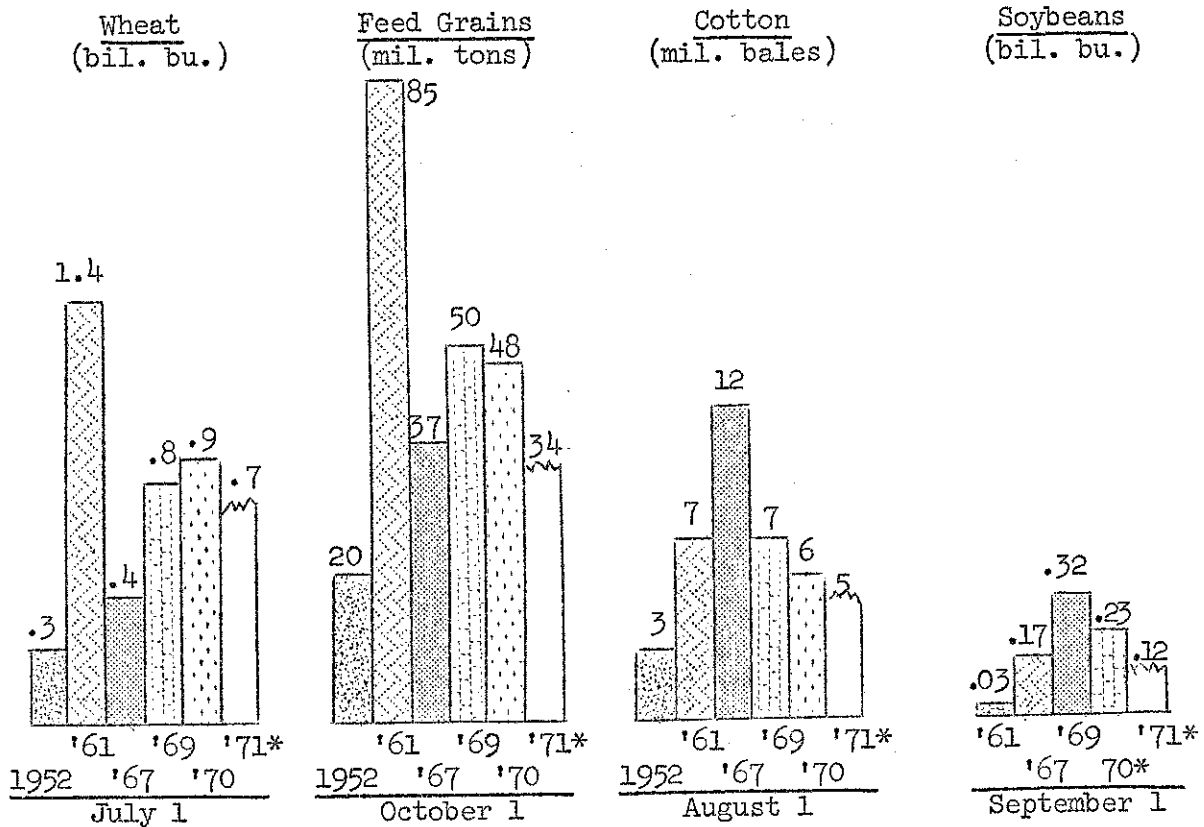 Wheat
(bil. bu.)
1.4
.3
.4
.8
.9
.7
'61 '69 '71*
1952 '67 '70
July 1
Feed Grains
(mil. tons)
85
20
37
50
48
34
'61 '69 '71*
1952 '67 '70
October 1
Cotton
(mil. bales)
3
7
12
7
6
.5
'61 '69 '71*
1952 '67 '70
August 1
Soybeans
(bil. bu.)
.03
.17
.32
.23
.12
'61 '69 '71*
'67 70*
September 1